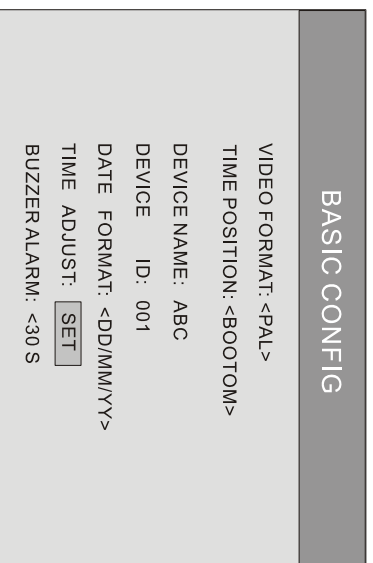 BASIC CONFIG
VIDEO FORMAT: <PAL>
TIME POSITION: <BOOTOM>
DEVICE NAME: ABC
DEVICE ID: 001
DATE FORMAT: <DD/MM/YY>
TIME ADJUST: SET
BUZZER ALARM: <30 S